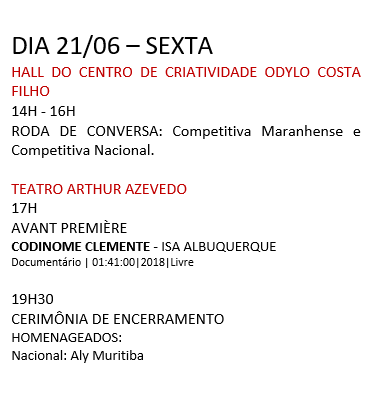 DIA 21/06 – SEXTA
HALL DO CENTRO DE CRIATIVIDADE ODYLO COSTA
FILHO
14H - 16H
RODA DE CONVERSA: Competitiva Maranhense e
Competitiva Nacional.
TEATRO ARTHUR AZEVEDO
17H
AVANT PREMIÈRE
CODINOME CLEMENTE - ISA ALBUQUERQUE
Documentário | 01:41:00|2018|Livre
19H30
CERIMÔNIA DE ENCERRAMENTO
HOMENAGEADOS:
Nacional: Aly Muritiba